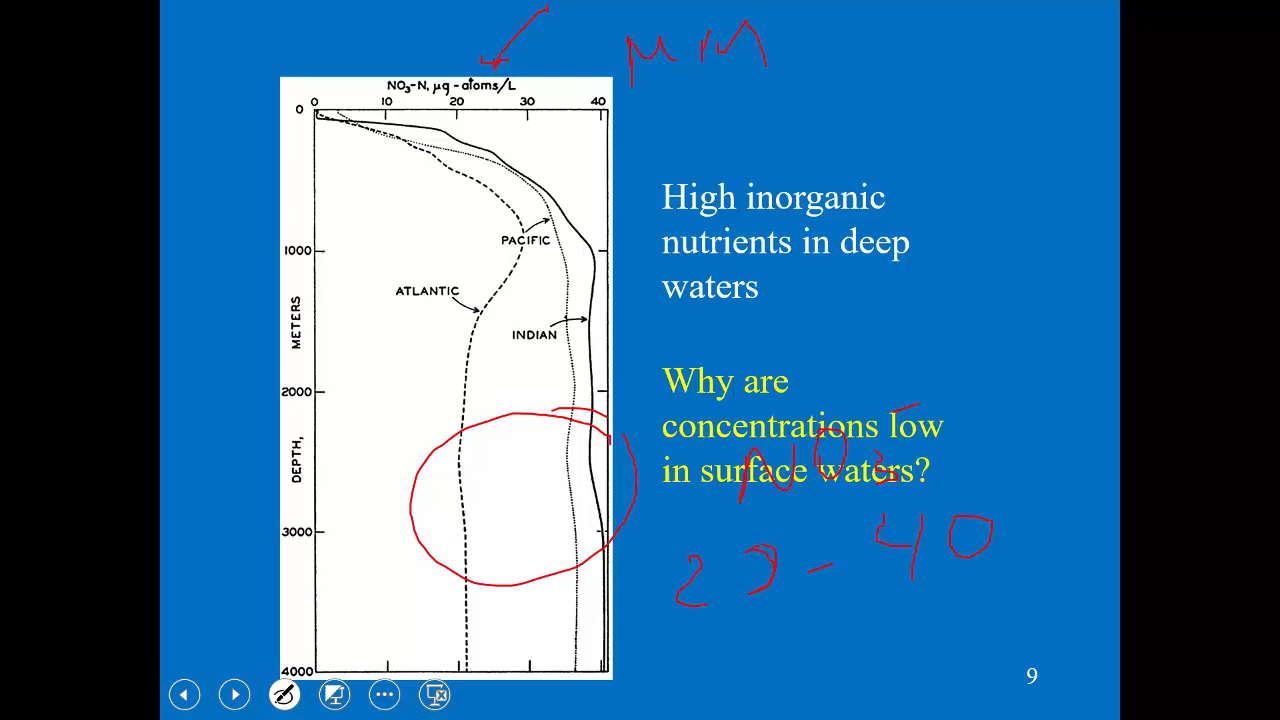 μM
NO₃-N, μg-atoms/L
0 10 20 30 40
0
1000
2000
3000
4000
DEPTH, METERS
PACIFIC
ATLANTIC
INDIAN
High inorganic
nutrients in deep
waters
Why are
concentrations low
in surface waters?
NO₃⁻
20-40
9